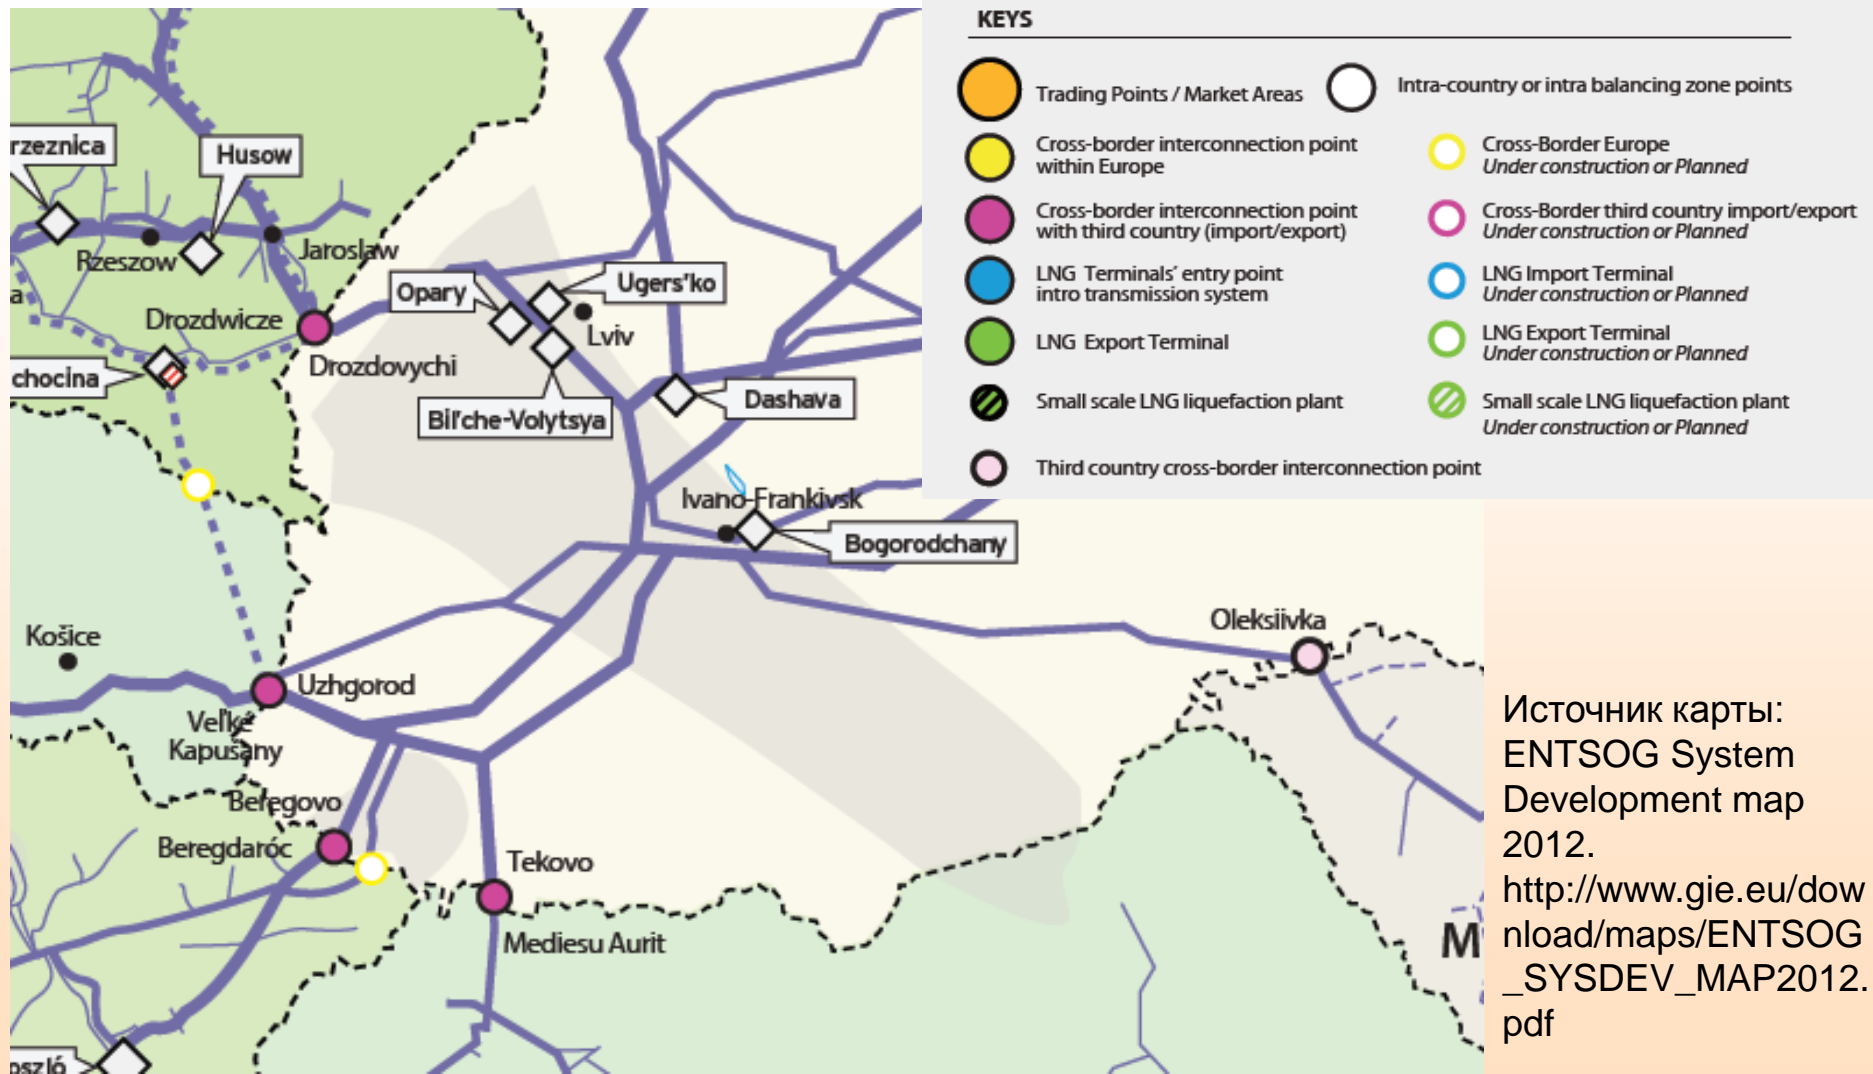 KEYS
Trading Points / Market Areas
Intra-country or intra balancing zone points
Cross-border interconnection point
within Europe
Cross-Border Europe
Under construction or Planned
Cross-border interconnection point
with third country (import/export)
Cross-Border third country import/export
Under construction or Planned
LNG Terminals' entry point
intro transmission system
LNG Import Terminal
Under construction or Planned
LNG Export Terminal
LNG Export Terminal
Under construction or Planned
Small scale LNG liquefaction plant
Small scale LNG liquefaction plant
Under construction or Planned
Third country cross-border interconnection point
rzeznica
Husow
Rzeszow
Jaroslaw
a
Opary
Ugers'ko
Drozdwicze
Lviv
Drozdovychi
chocina
Bil'che-Volytsya
Dashava
Ivano-Frankivsk
Bogorodchany
Oleksiivka
Košice
Uzhgorod
Veľké
Kapušany
Beregovo
Beregdaróc
Tekovo
Mediesu Aurit
M
oszló
Источник карты:
ENTSOG System
Development map
2012.
http://www.gie.eu/dow
nload/maps/ENTSOG
_SYSDEV_MAP2012.
pdf